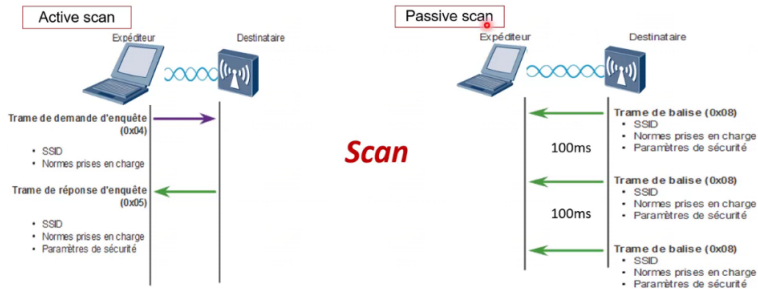 Active scan
Expéditeur
Destinataire
Trame de demande d'enquête
(0x04)
• SSID
• Normes prises en charge
Trame de réponse d'enquête
(0x05)
• SSID
• Normes prises en charge
• Paramètres de sécurité
Scan
Passive scan
Expéditeur
Destinataire
Trame de balise (0x08)
• SSID
• Normes prises en charge
• Paramètres de sécurité
100ms
Trame de balise (0x08)
• SSID
• Normes prises en charge
• Paramètres de sécurité
100ms
Trame de balise (0x08)
• SSID
• Normes prises en charge
• Paramètres de sécurité